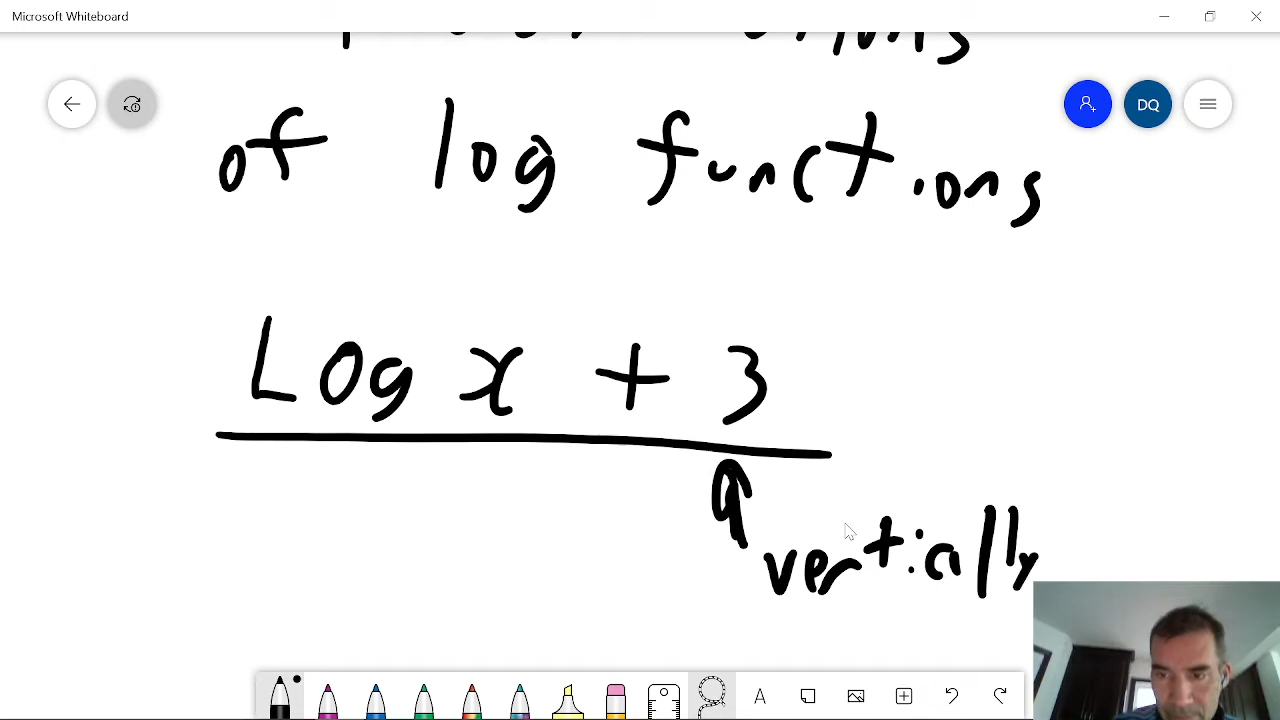 Microsoft Whiteboard
DQ
of log functions
Log x + 3
vertically
A